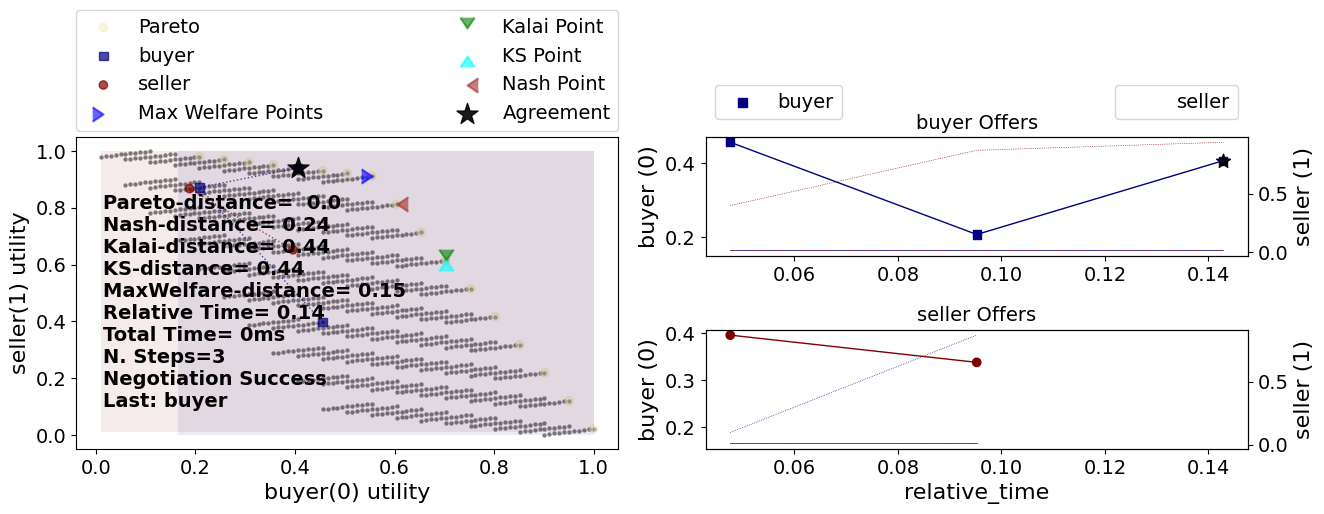 Pareto
buyer
seller
Max Welfare Points
Kalai Point
KS Point
Nash Point
Agreement
seller(1) utility
1.0
0.8
0.6
0.4
0.2
0.0
Pareto-distance=  0.0
Nash-distance= 0.24
Kalai-distance= 0.44
KS-distance= 0.44
MaxWelfare-distance= 0.15
Relative Time= 0.14
Total Time= 0ms
N. Steps=3
Negotiation Success
Last: buyer
0.0 0.2 0.4 0.6 0.8 1.0
buyer(0) utility
buyer
seller
buyer Offers
buyer (0)
0.4
0.2
0.5
0.0
seller (1)
0.06 0.08 0.10 0.12 0.14
seller Offers
buyer (0)
0.4
0.3
0.2
0.5
0.0
seller (1)
0.06 0.08 0.10 0.12 0.14
relative_time